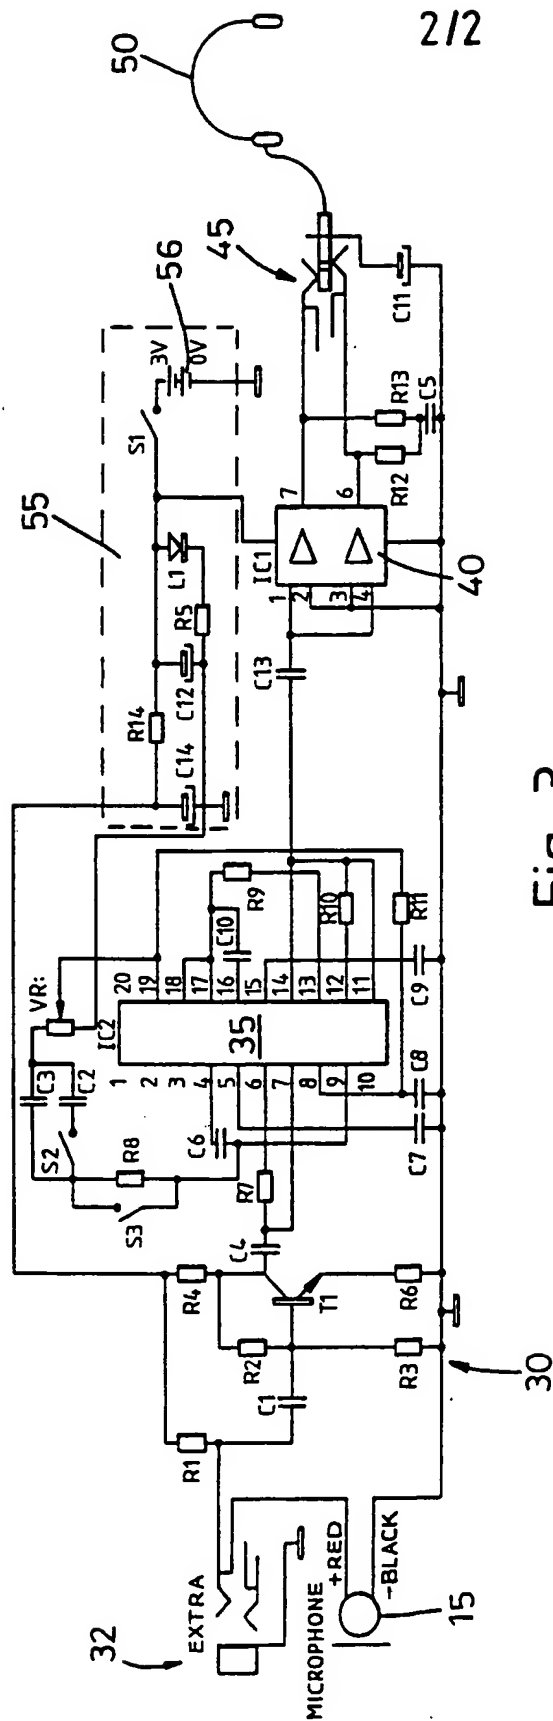 2/2
50
45
56
55
3V
0V
S1
L1
R5
C12
R14
C14
IC1
7
6
1
2
3
4
40
R13
R12
C5
C11
C13
VR:
IC2
35
1
2
3
4
5
6
7
8
9
10
20
19
18
17
16
15
14
13
12
11
C10
R9
R10
R11
C9
C8
C7
C6
C3
C2
S2
R8
S3
R7
C4
R4
T1
R6
R2
R3
C1
R1
30
32
EXTRA
MICROPHONE
+RED
-BLACK
15